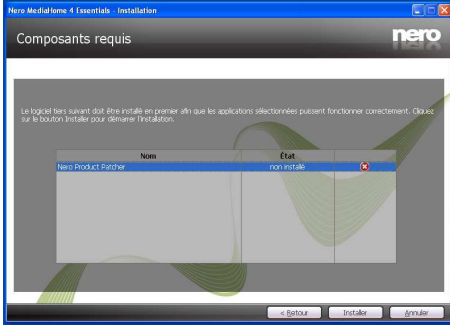 Nero MediaHome 4 Essentials - Installation
Composants requis
nero
Le logiciel tiers suivant doit être installé en premier afin que les applications sélectionnées puissent fonctionner correctement. Cliquez
sur le bouton Installer pour démarrer l'installation.
Nom État
Nero Product Patcher non installé
< Retour Installer Annuler